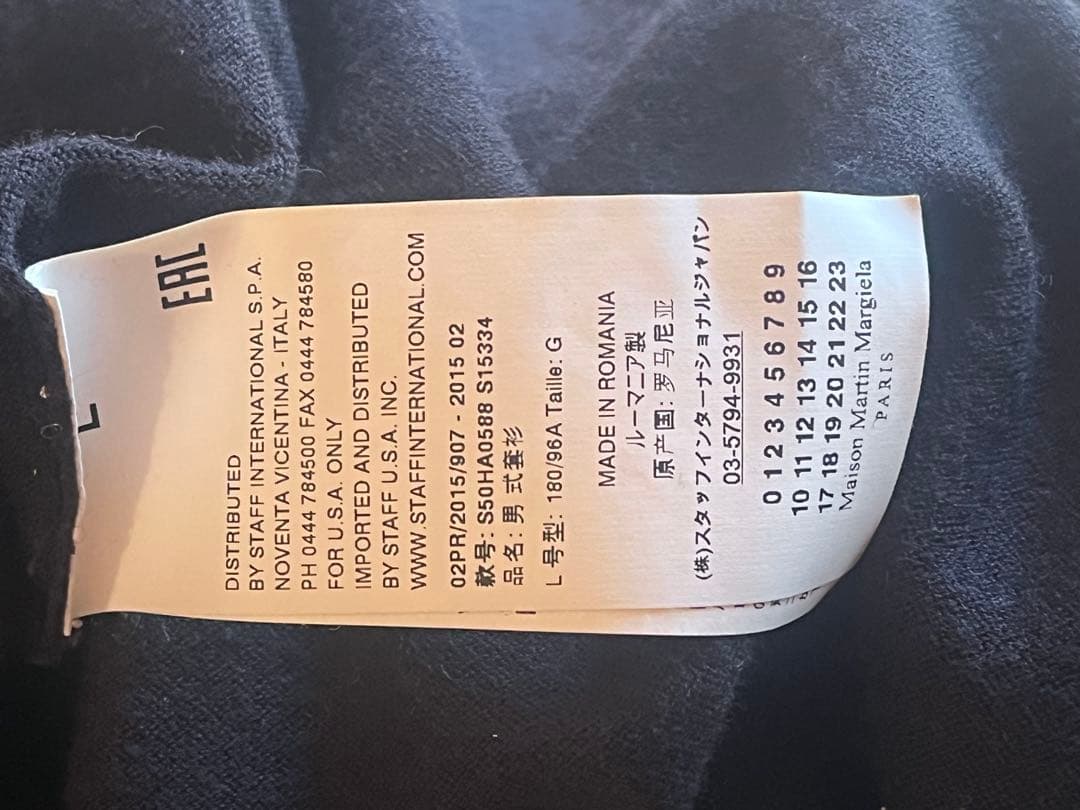 L
EAC
DISTRIBUTED
BY STAFF INTERNATIONAL S.P.A.
NOVENTA VICENTINA - ITALY
PH 0444 784500 FAX 0444 784580
FOR U.S.A. ONLY
IMPORTED AND DISTRIBUTED
BY STAFF U.S.A. INC.
WWW.STAFFINTERNATIONAL.COM
02PR/2015/907 - 2015 02
款号: S50HA0588 S15334
品名: 男 式套衫
L 号型: 180/96A Taille: G
MADE IN ROMANIA
ルーマニア製
原产国: 罗马尼亚
(株)スタッフインターナショナルジャパン
03-5794-9931
0 1 2 3 4 5 6 7 8 9
10 11 12 13 14 15 16
17 18 19 20 21 22 23
Maison Martin Margiela
PARIS